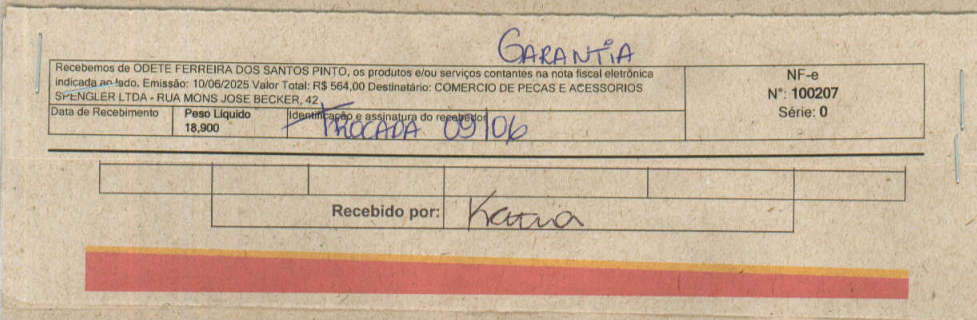 GARANTIA
Recebemos de ODETE FERREIRA DOS SANTOS PINTO, os produtos e/ou serviços contantes na nota fiscal eletrônica
indicada ao lado. Emissão: 10/06/2025 Valor Total: R$ 564,00 Destinatário: COMERCIO DE PECAS E ACESSORIOS
SPENGLER LTDA - RUA MONS JOSE BECKER, 42,
NF-e
N°: 100207
Série: 0
Data de Recebimento
Peso Líquido
18,900
Identificação e assinatura do recebedor
TROCADA 09/06
Recebido por: Katia